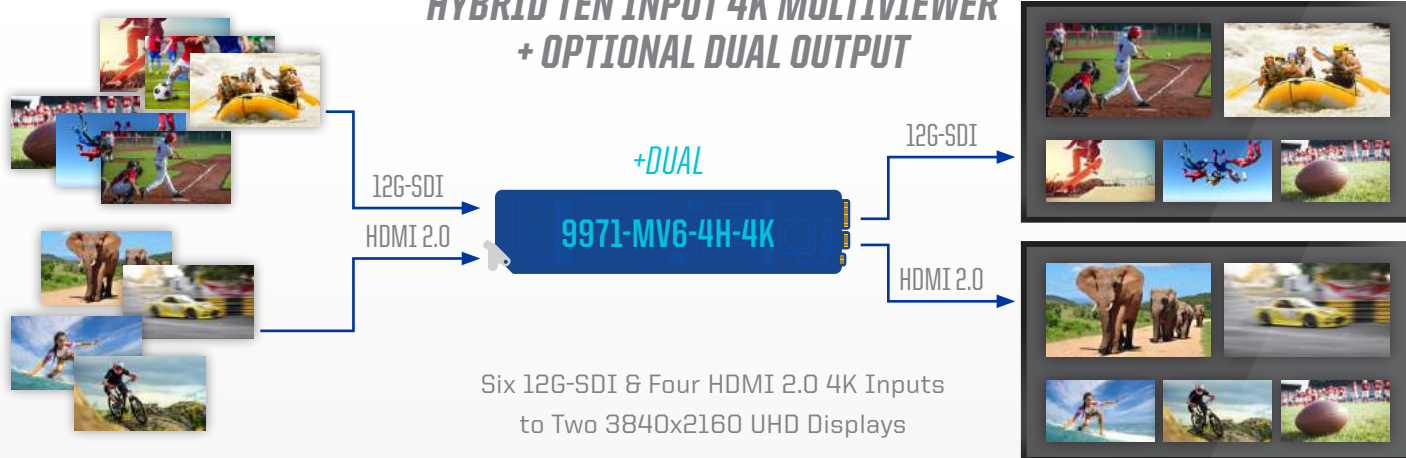 HYBRID TEN INPUT 4K MULTIVIEWER
+ OPTIONAL DUAL OUTPUT
12G-SDI
+DUAL
12G-SDI
HDMI 2.0
9971-MV6-4H-4K
HDMI 2.0
Six 12G-SDI & Four HDMI 2.0 4K Inputs
to Two 3840x2160 UHD Displays